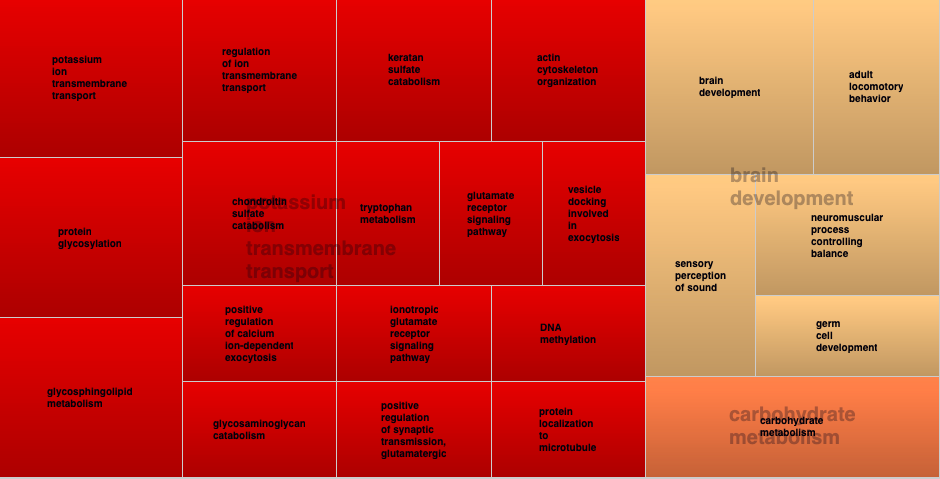 potassium
ion
transmembrane
transport
regulation
of ion
transmembrane
transport
keratan
sulfate
catabolism
actin
cytoskeleton
organization
brain
development
adult
locomotory
behavior
protein
glycosylation
chondroitin
sulfate
catabolism
tryptophan
metabolism
glutamate
receptor
signaling
pathway
vesicle
docking
involved
in
exocytosis
potassium
ion
transmembrane
transport
brain
development
sensory
perception
of sound
neuromuscular
process
controlling
balance
germ
cell
development
glycosphingolipid
metabolism
positive
regulation
of calcium
ion-dependent
exocytosis
ionotropic
glutamate
receptor
signaling
pathway
DNA
methylation
glycosaminoglycan
catabolism
positive
regulation
of synaptic
transmission,
glutamatergic
protein
localization
to
microtubule
carbohydrate
metabolism
carbohydrate
metabolism